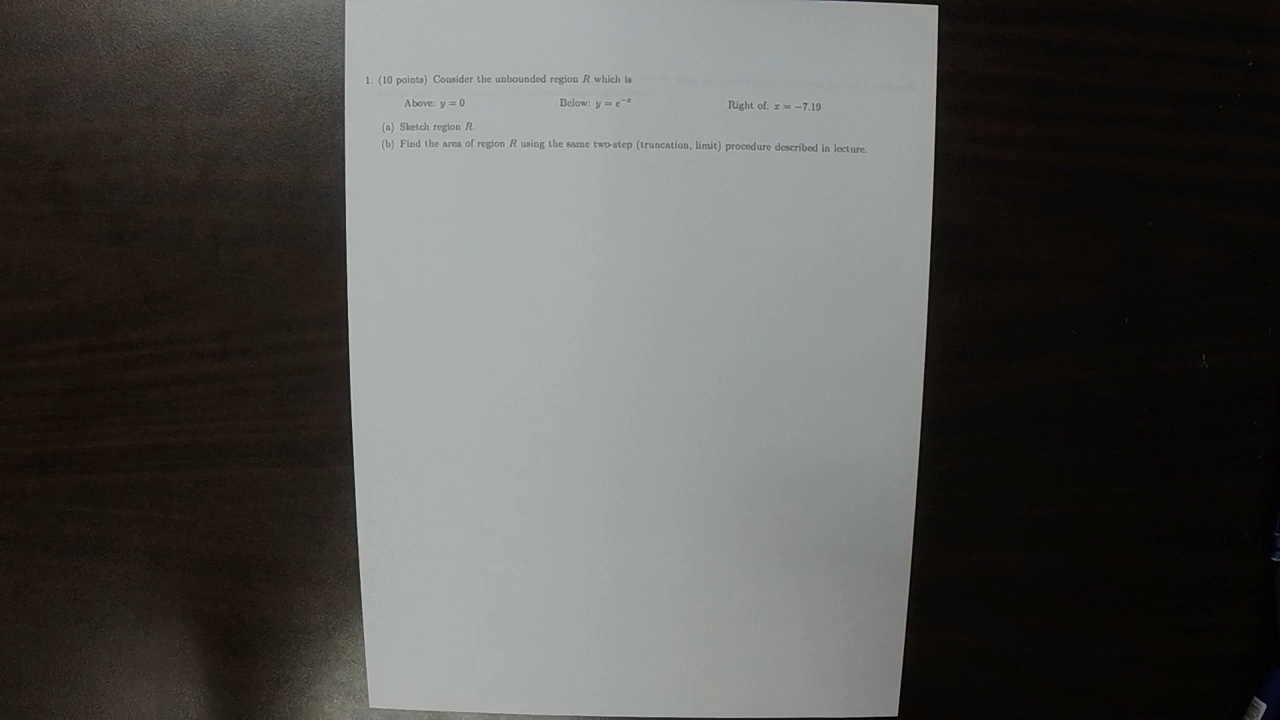 1. (10 points) Consider the unbounded region R which is
Above: y = 0 Below: y = e^{-x} Right of: x = -7.19
(a) Sketch region R.
(b) Find the area of region R using the same two-step (truncation, limit) procedure described in lecture.